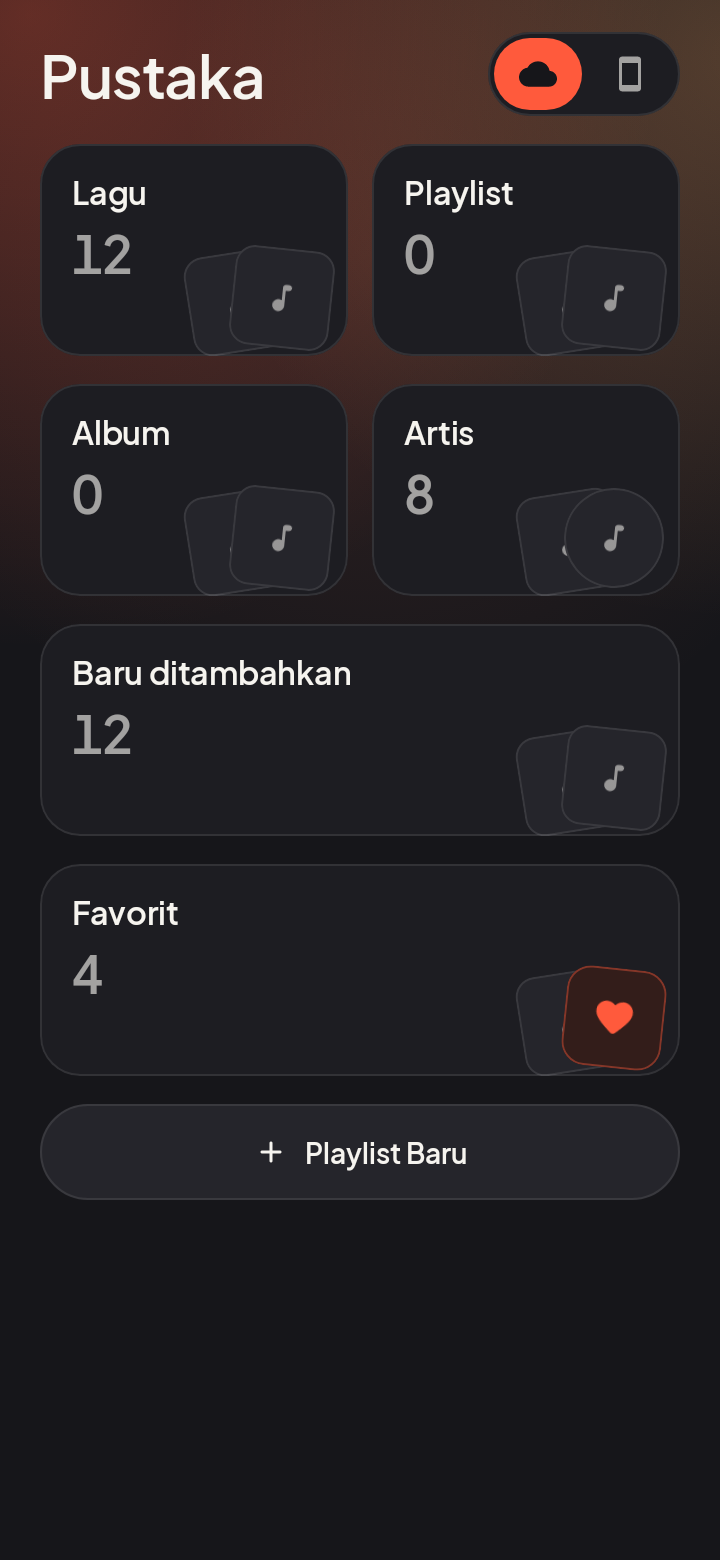 Pustaka
Lagu
12
Playlist
0
Album
0
Artis
8
Baru ditambahkan
12
Favorit
4
Playlist Baru